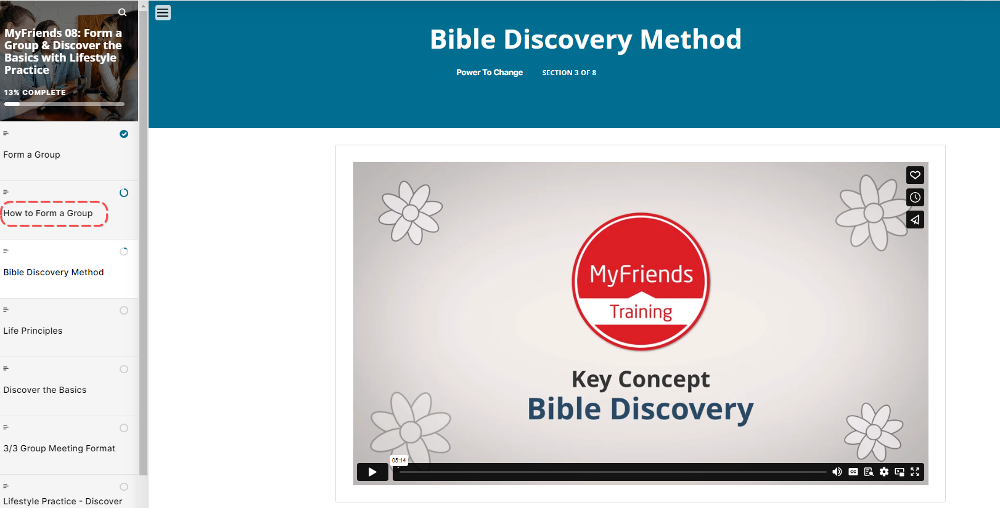 MyFriends 08: Form a
Group & Discover the
Basics with Lifestyle
Practice
13% COMPLETE
Form a Group
How to Form a Group
Bible Discovery Method
Life Principles
Discover the Basics
3/3 Group Meeting Format
Lifestyle Practice - Discover
Bible Discovery Method
Power To Change
SECTION 3 OF 8
MyFriends
Training
Key Concept
Bible Discovery
05:14
CC